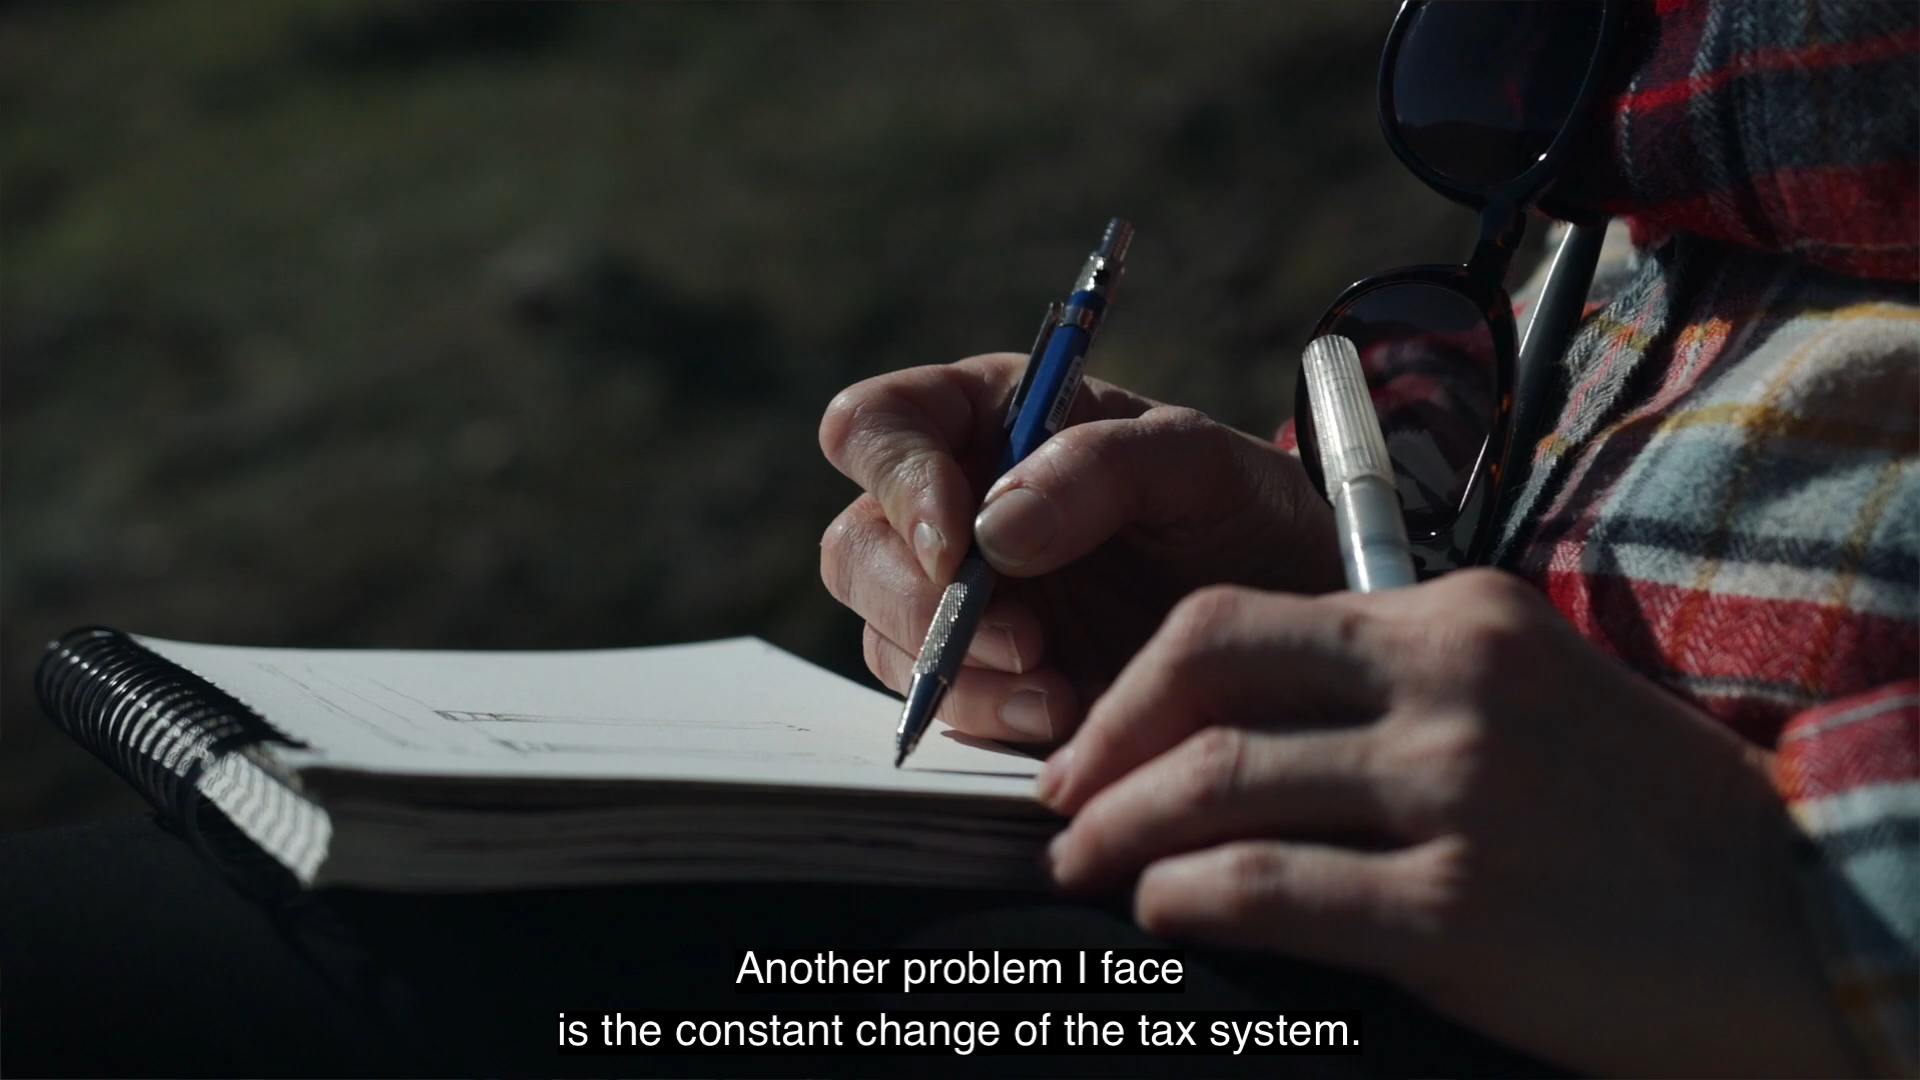 Another problem I face
is the constant change of the tax system.